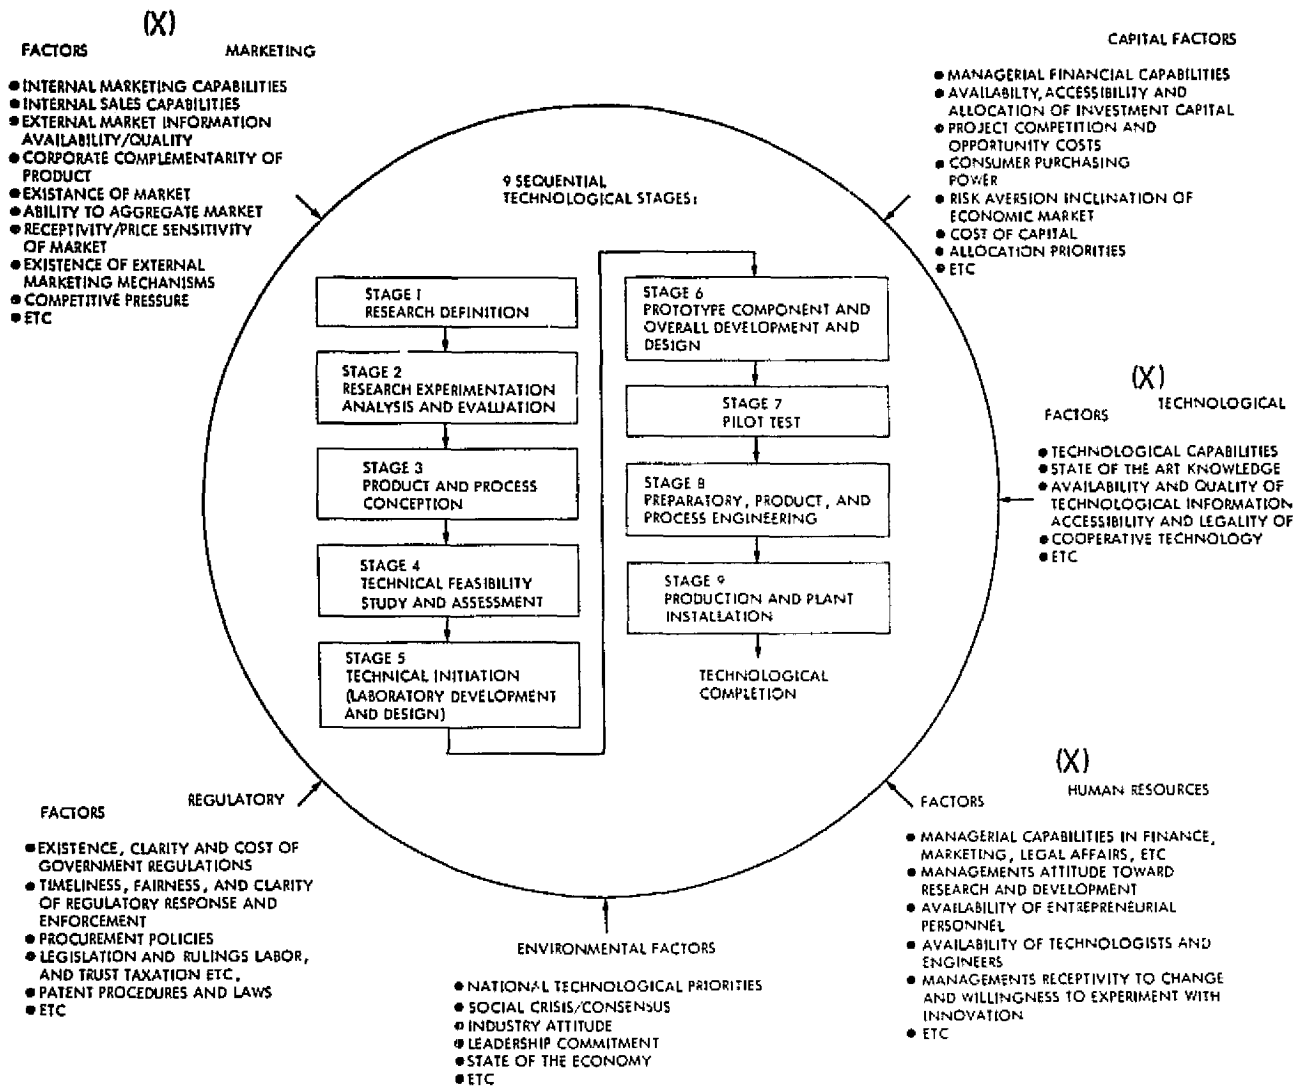 (X)
FACTORS MARKETING
● INTERNAL MARKETING CAPABILITIES
● INTERNAL SALES CAPABILITIES
● EXTERNAL MARKET INFORMATION
AVAILABILITY/QUALITY
● CORPORATE COMPLEMENTARITY OF
PRODUCT
● EXISTANCE OF MARKET
● ABILITY TO AGGREGATE MARKET
● RECEPTIVITY/PRICE SENSITIVITY
OF MARKET
● EXISTENCE OF EXTERNAL
MARKETING MECHANISMS
● COMPETITIVE PRESSURE
● ETC
CAPITAL FACTORS
● MANAGERIAL FINANCIAL CAPABILITIES
● AVAILABILTY, ACCESSIBILITY AND
ALLOCATION OF INVESTMENT CAPITAL
● PROJECT COMPETITION AND
OPPORTUNITY COSTS
● CONSUMER PURCHASING
POWER
● RISK AVERSION INCLINATION OF
ECONOMIC MARKET
● COST OF CAPITAL
● ALLOCATION PRIORITIES
● ETC
9 SEQUENTIAL
TECHNOLOGICAL STAGES:
STAGE 1
RESEARCH DEFINITION
STAGE 2
RESEARCH EXPERIMENTATION
ANALYSIS AND EVALUATION
STAGE 3
PRODUCT AND PROCESS
CONCEPTION
STAGE 4
TECHNICAL FEASIBILITY
STUDY AND ASSESSMENT
STAGE 5
TECHNICAL INITIATION
(LABORATORY DEVELOPMENT
AND DESIGN)
STAGE 6
PROTOTYPE COMPONENT AND
OVERALL DEVELOPMENT AND
DESIGN
STAGE 7
PILOT TEST
STAGE 8
PREPARATORY, PRODUCT, AND
PROCESS ENGINEERING
STAGE 9
PRODUCTION AND PLANT
INSTALLATION
TECHNOLOGICAL
COMPLETION
(X)
FACTORS TECHNOLOGICAL
● TECHNOLOGICAL CAPABILITIES
● STATE OF THE ART KNOWLEDGE
● AVAILABILITY AND QUALITY OF
TECHNOLOGICAL INFORMATION
ACCESSIBILITY AND LEGALITY OF
● COOPERATIVE TECHNOLOGY
● ETC
FACTORS REGULATORY
● EXISTENCE, CLARITY AND COST OF
GOVERNMENT REGULATIONS
● TIMELINESS, FAIRNESS, AND CLARITY
OF REGULATORY RESPONSE AND
ENFORCEMENT
● PROCUREMENT POLICIES
● LEGISLATION AND RULINGS LABOR,
AND TRUST TAXATION ETC.
● PATENT PROCEDURES AND LAWS
● ETC
ENVIRONMENTAL FACTORS
● NATIONAL TECHNOLOGICAL PRIORITIES
● SOCIAL CRISIS/CONSENSUS
● INDUSTRY ATTITUDE
● LEADERSHIP COMMITMENT
● STATE OF THE ECONOMY
● ETC
(X)
FACTORS HUMAN RESOURCES
● MANAGERIAL CAPABILITIES IN FINANCE,
MARKETING, LEGAL AFFAIRS, ETC
● MANAGEMENTS ATTITUDE TOWARD
RESEARCH AND DEVELOPMENT
● AVAILABILITY OF ENTREPRENEURIAL
PERSONNEL
● AVAILABILITY OF TECHNOLOGISTS AND
ENGINEERS
● MANAGEMENTS RECEPTIVITY TO CHANGE
AND WILLINGNESS TO EXPERIMENT WITH
INNOVATION
● ETC